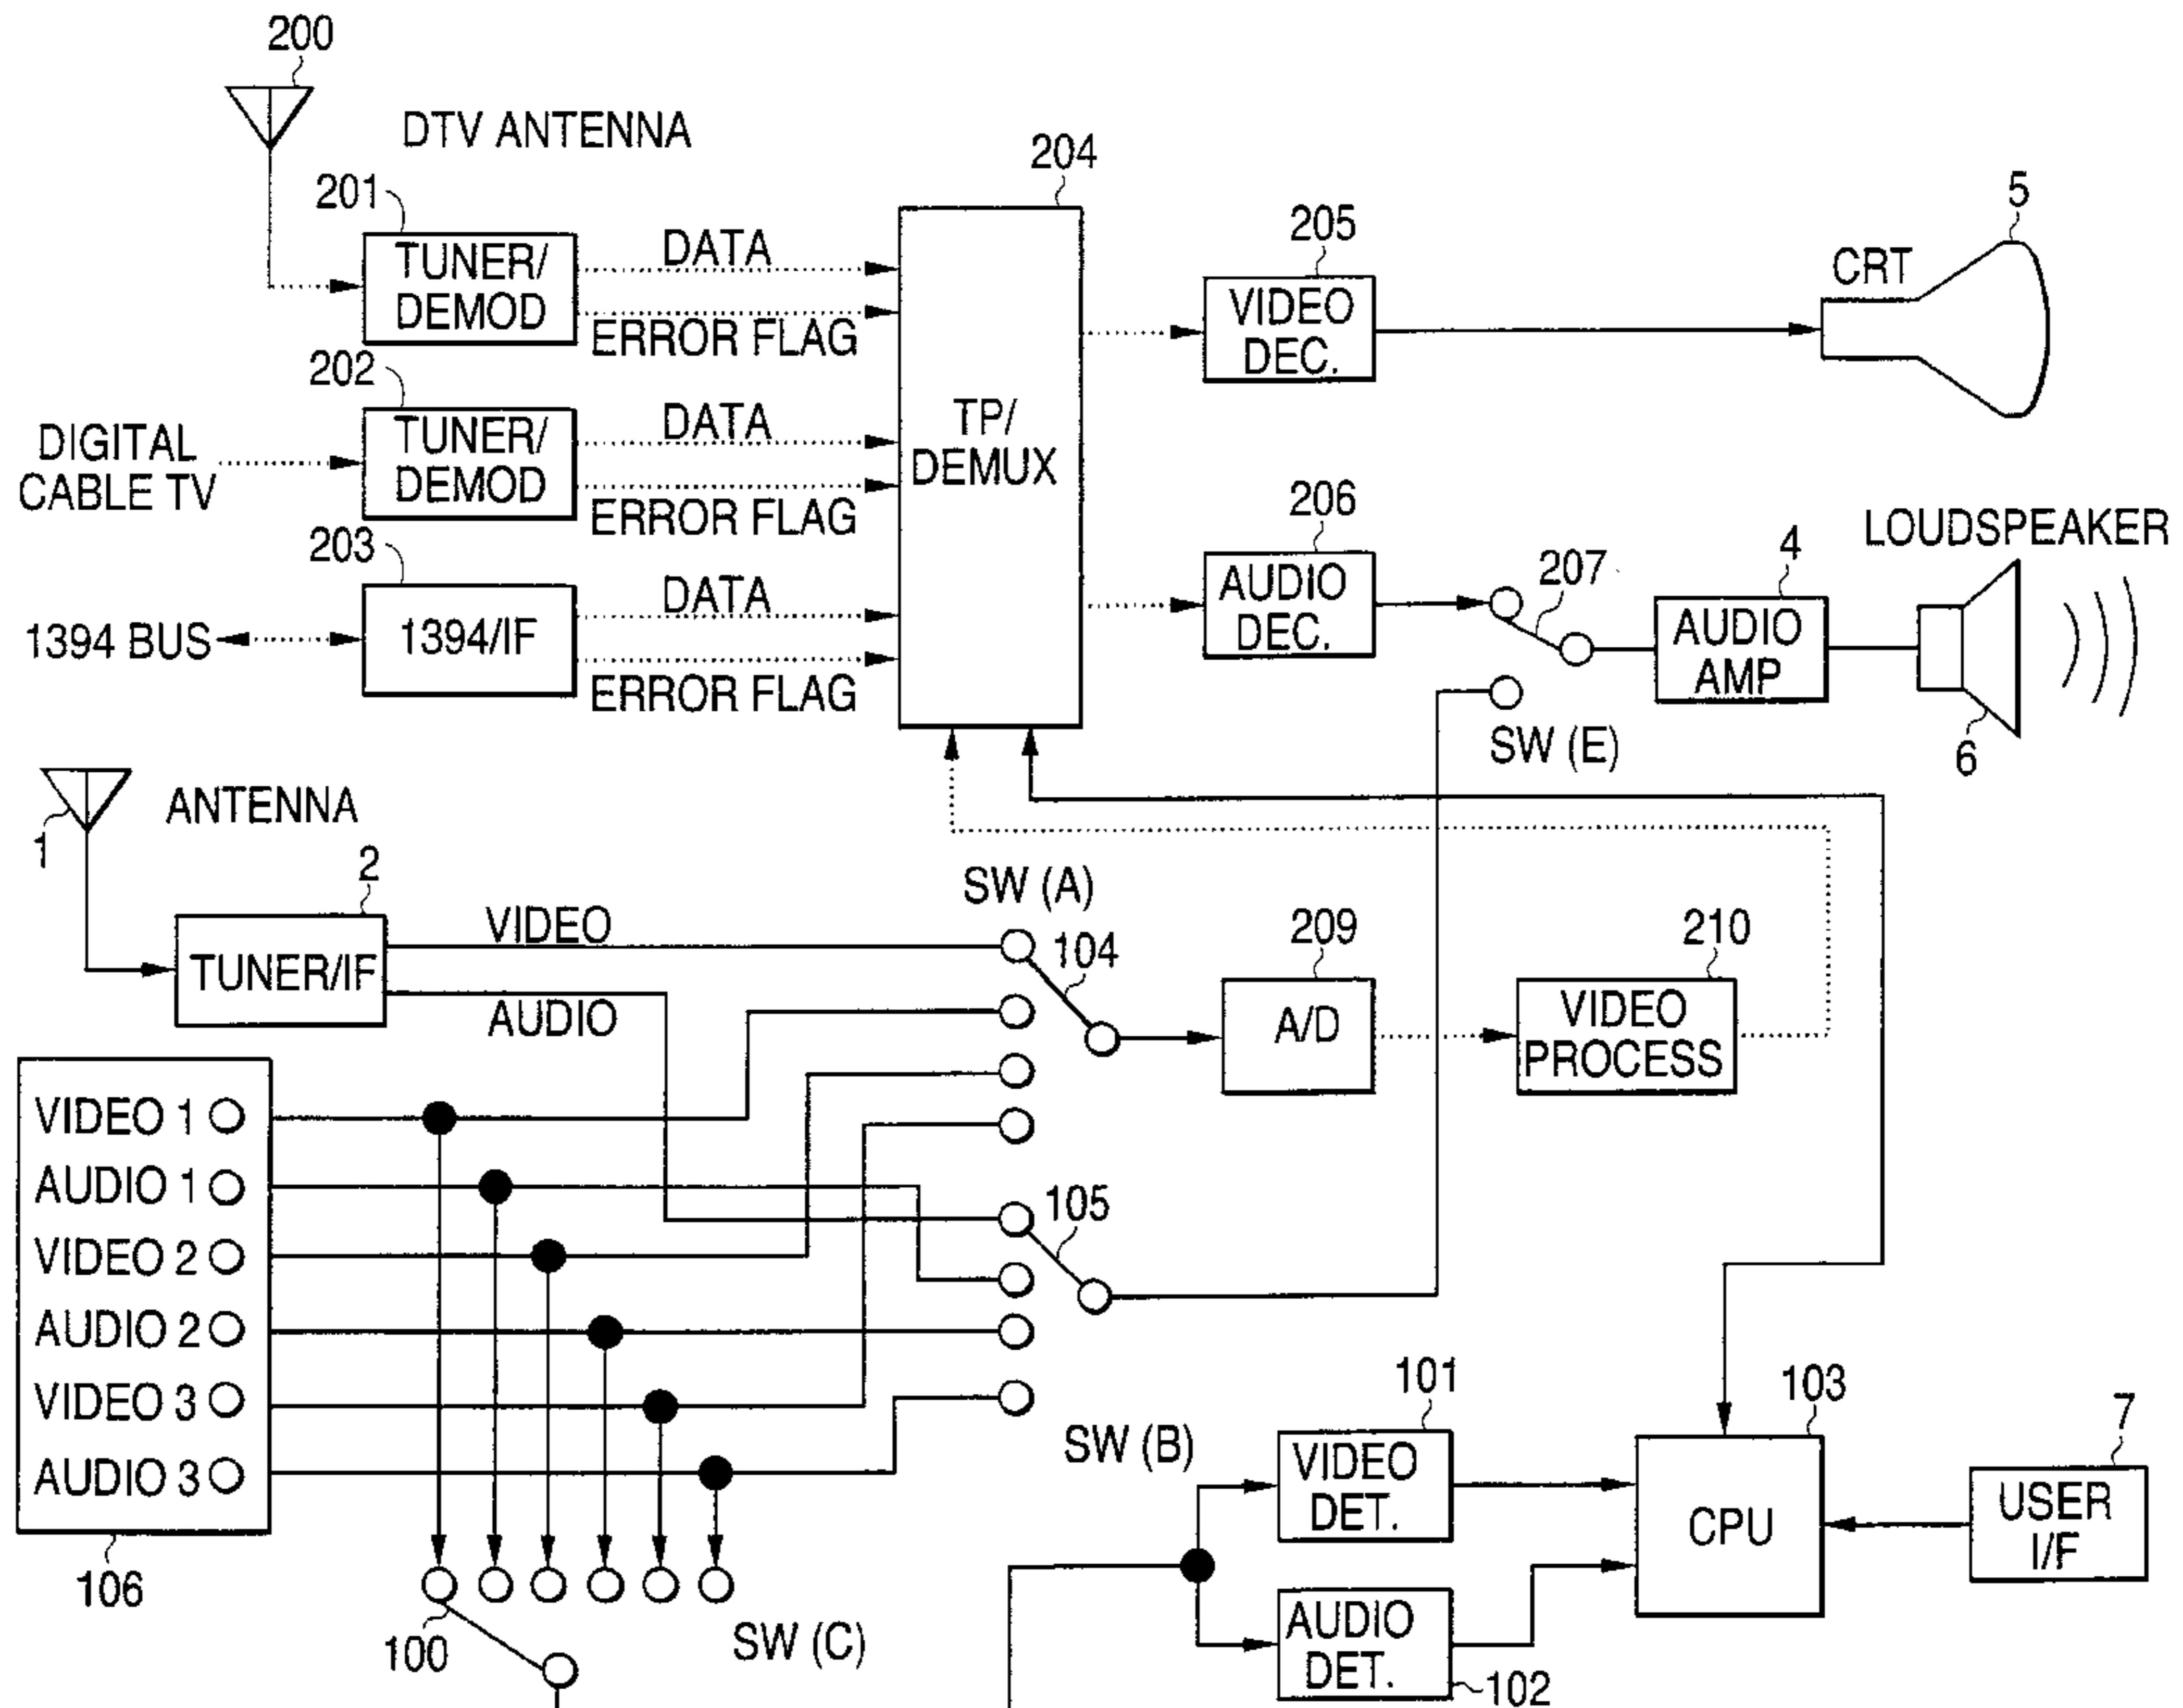 200
DTV ANTENNA
201
TUNER/
DEMOD
DATA
ERROR FLAG
204
TP/
DEMUX
205
VIDEO
DEC.
5
CRT
202
DIGITAL
CABLE TV
TUNER/
DEMOD
DATA
ERROR FLAG
203
1394 BUS
1394/IF
DATA
ERROR FLAG
206
AUDIO
DEC.
207
SW (E)
4
AUDIO
AMP
LOUDSPEAKER
6
1
ANTENNA
2
TUNER/IF
VIDEO
AUDIO
SW (A)
104
209
A/D
210
VIDEO
PROCESS
VIDEO 1
AUDIO 1
VIDEO 2
AUDIO 2
VIDEO 3
AUDIO 3
106
105
SW (B)
100
SW (C)
101
VIDEO
DET.
AUDIO
DET.
102
103
CPU
7
USER
I/F